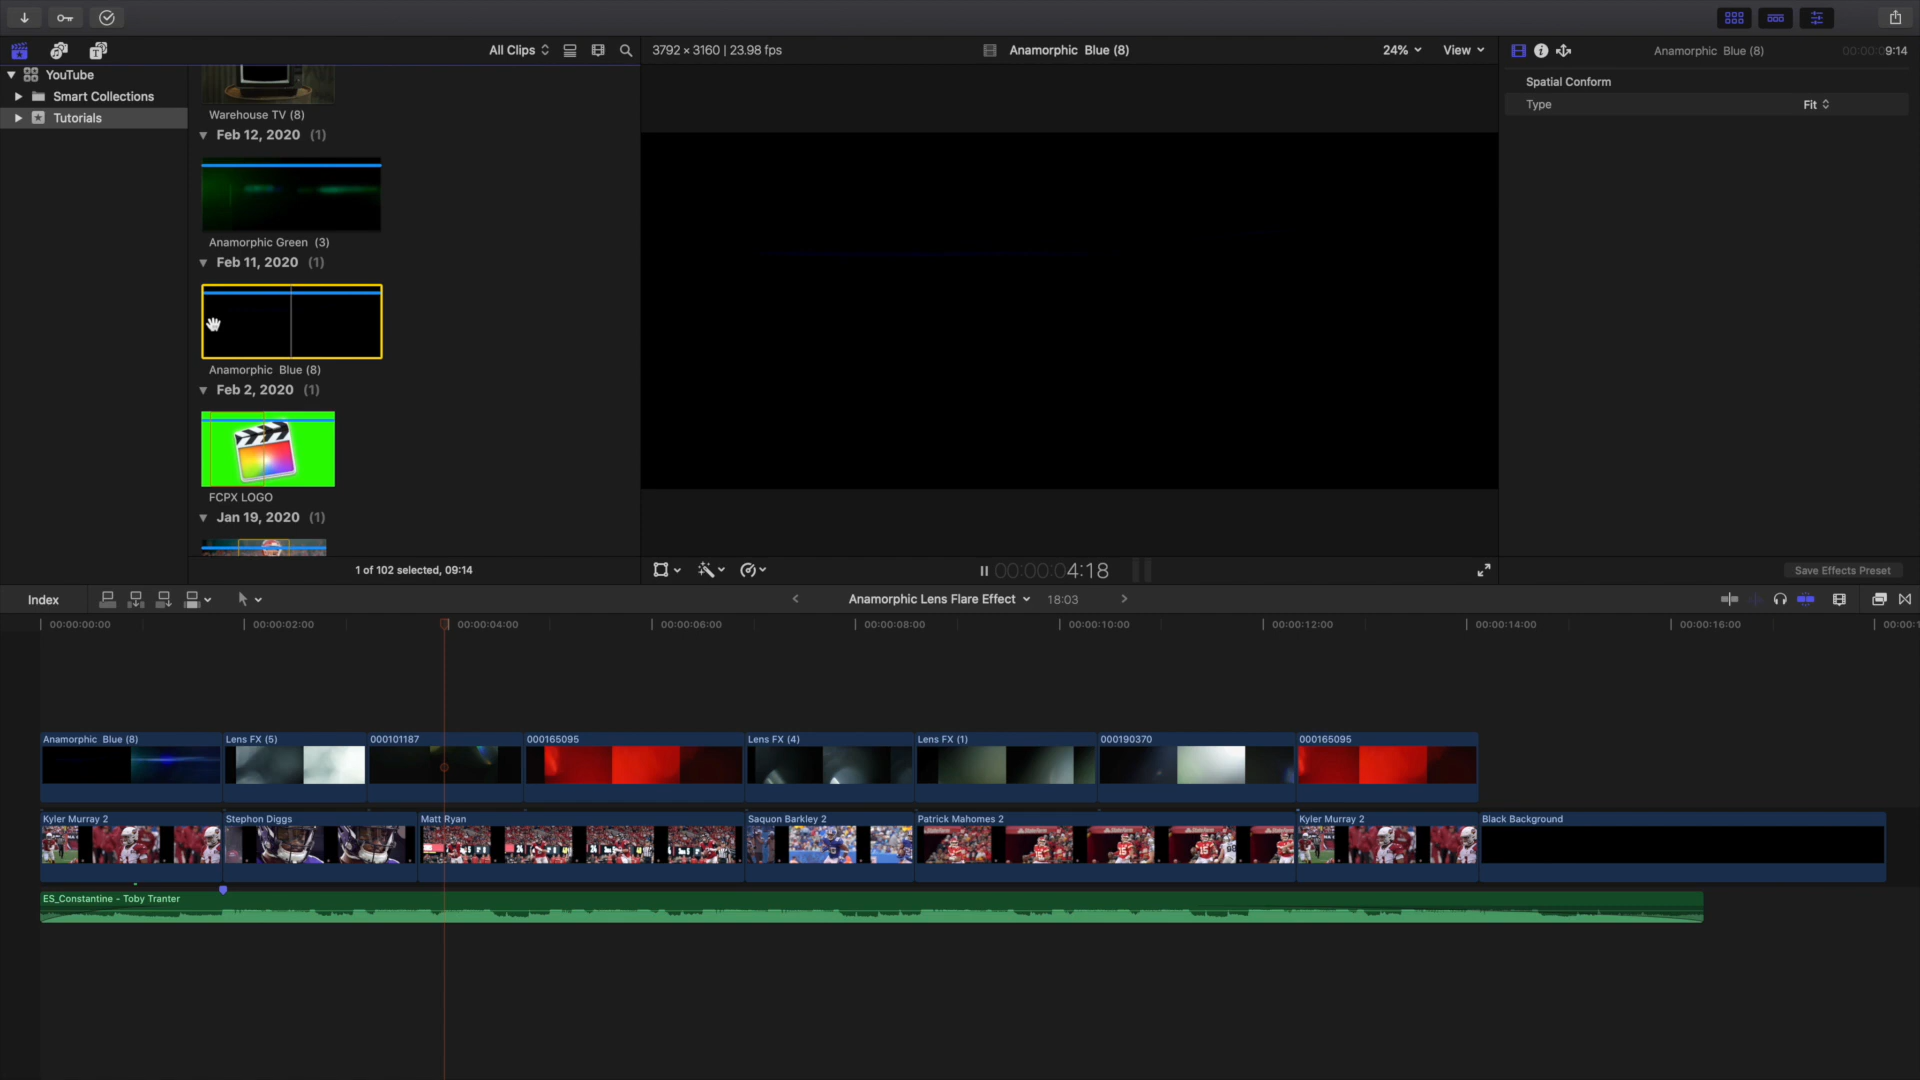 All Clips
3792 × 3160 | 23.98 fps
Anamorphic  Blue (8)
24%
View
Anamorphic  Blue (8)
00:00:09:14
YouTube
Smart Collections
Tutorials
Warehouse TV (8)
Feb 12, 2020 (1)
Anamorphic Green  (3)
Feb 11, 2020 (1)
Anamorphic  Blue (8)
Feb 2, 2020 (1)
FCPX LOGO
Jan 19, 2020 (1)
1 of 102 selected, 09:14
Spatial Conform
Type
Fit
00:00:04:18
Save Effects Preset
Index
Anamorphic Lens Flare Effect
18:03
00:00:00:00
00:00:02:00
00:00:04:00
00:00:06:00
00:00:08:00
00:00:10:00
00:00:12:00
00:00:14:00
00:00:16:00
Anamorphic  Blue (8)
Lens FX (5)
000101187
000165095
Lens FX (4)
Lens FX (1)
000190370
000165095
Kyler Murray 2
Stephon Diggs
Matt Ryan
Saquon Barkley 2
Patrick Mahomes 2
Kyler Murray 2
Black Background
ES_Constantine - Toby Tranter